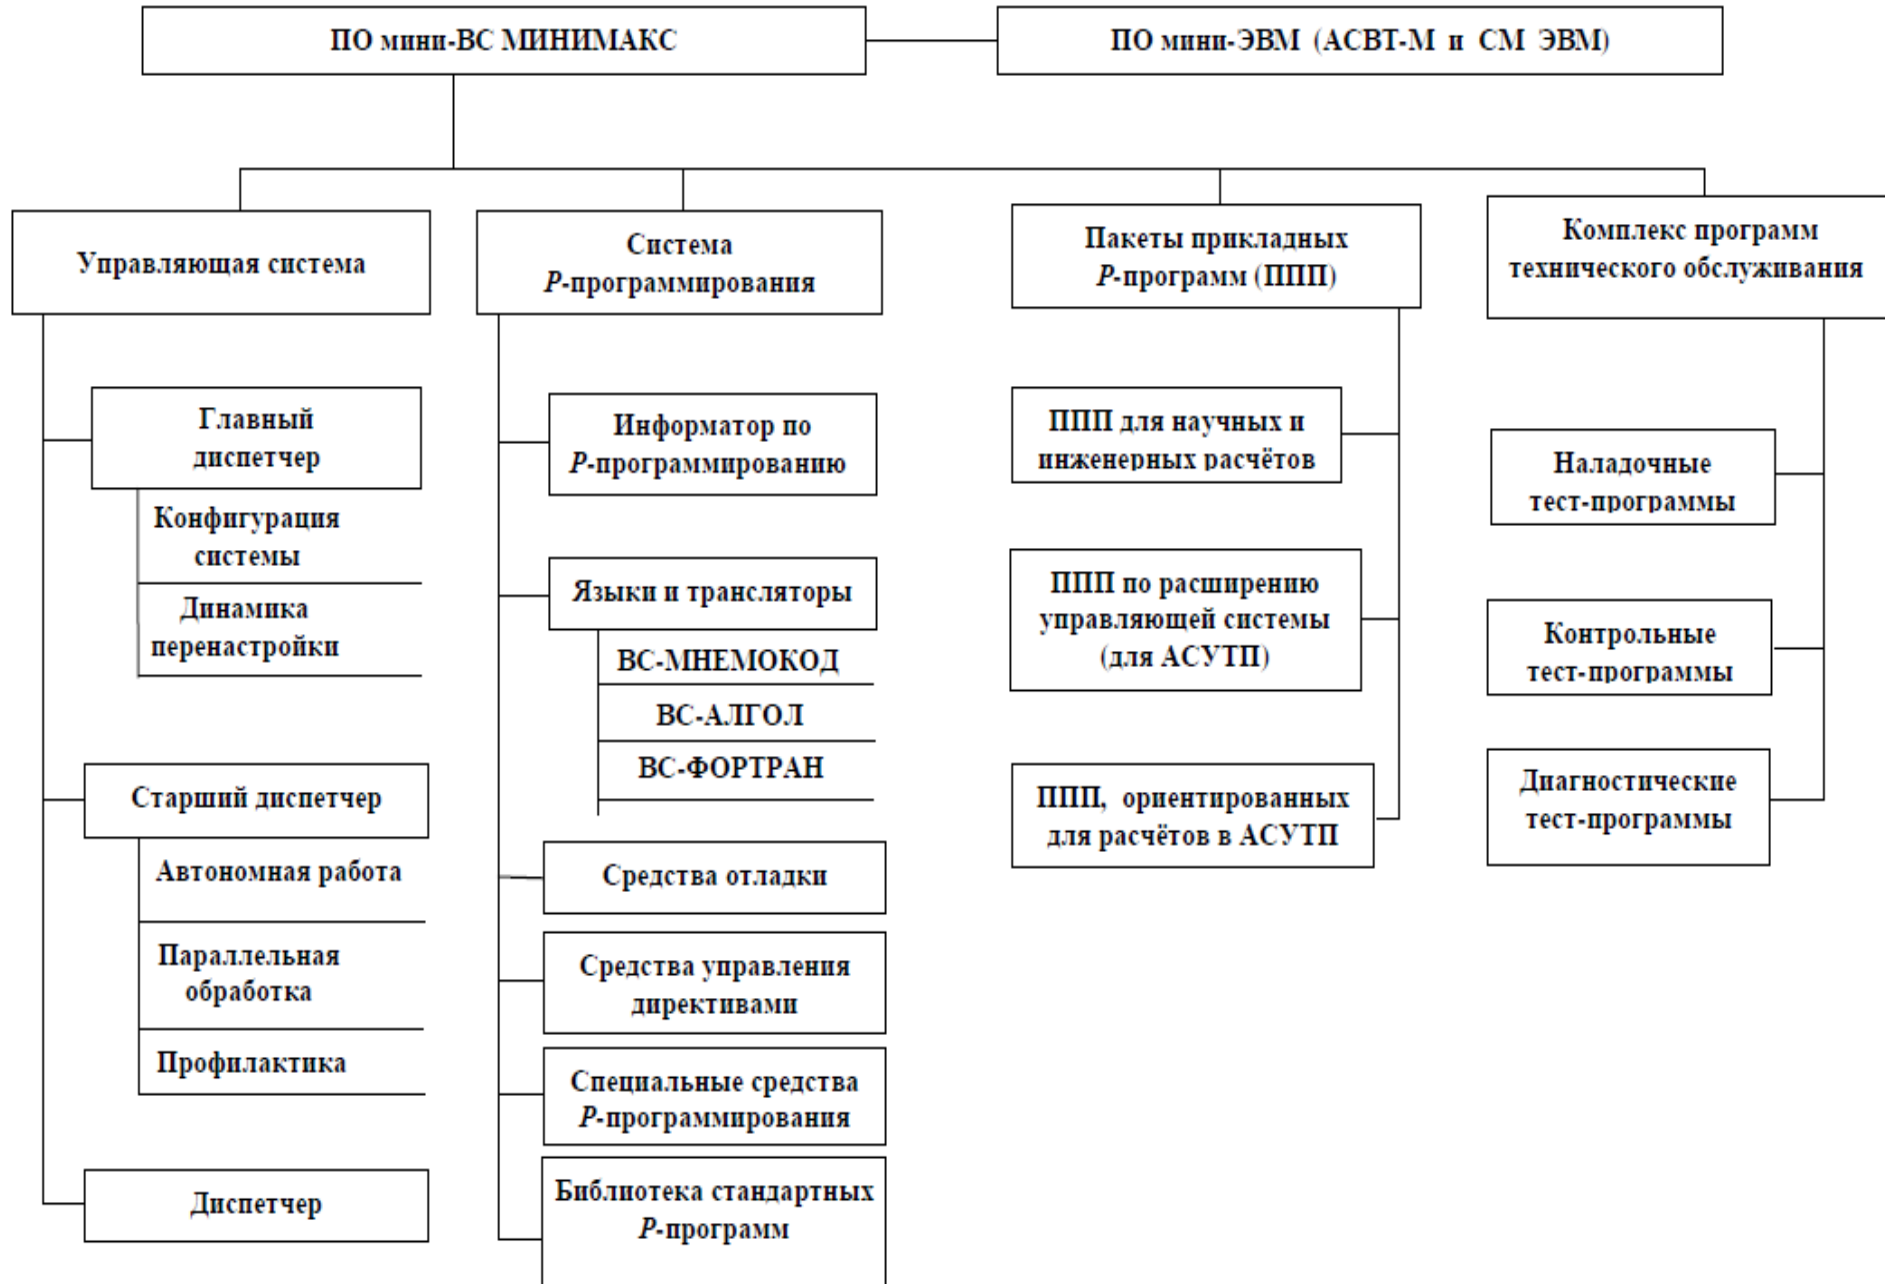 ПО мини-ВС МИНИМАКС
ПО мини-ЭВМ (АСВТ-М и СМ ЭВМ)
Управляющая система
Главный
диспетчер
Конфигурация
системы
Динамика
перенастройки
Старший диспетчер
Автономная работа
Параллельная
обработка
Профилактика
Диспетчер
Система
Р-программирования
Информатор по
Р-программированию
Языки и трансляторы
ВС-МНЕМОКОД
ВС-АЛГОЛ
ВС-ФОРТРАН
Средства отладки
Средства управления
директивами
Специальные средства
Р-программирования
Библиотека стандартных
Р-программ
Пакеты прикладных
Р-программ (ППП)
ППП для научных и
инженерных расчётов
ППП по расширению
управляющей системы
(для АСУТП)
ППП, ориентированных
для расчётов в АСУТП
Комплекс программ
технического обслуживания
Наладочные
тест-программы
Контрольные
тест-программы
Диагностические
тест-программы